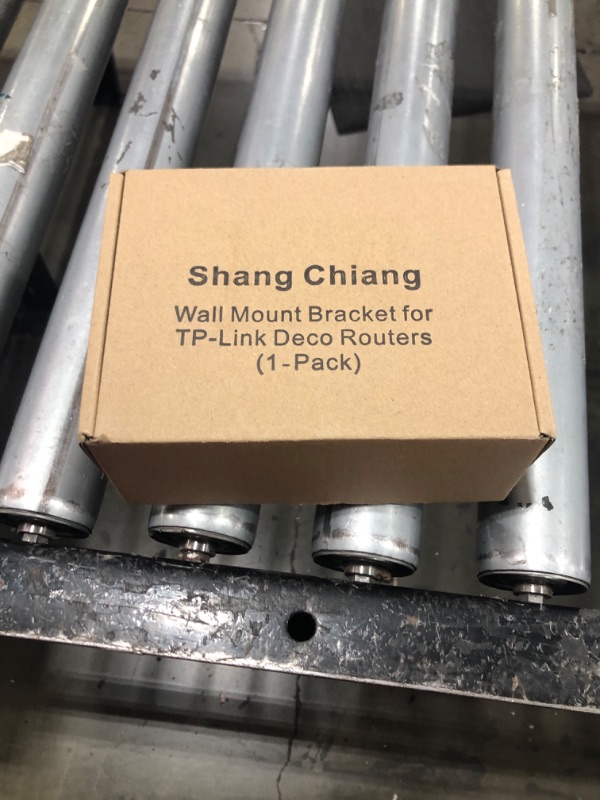 Shang Chiang
Wall Mount Bracket for
TP-Link Deco Routers
(1-Pack)